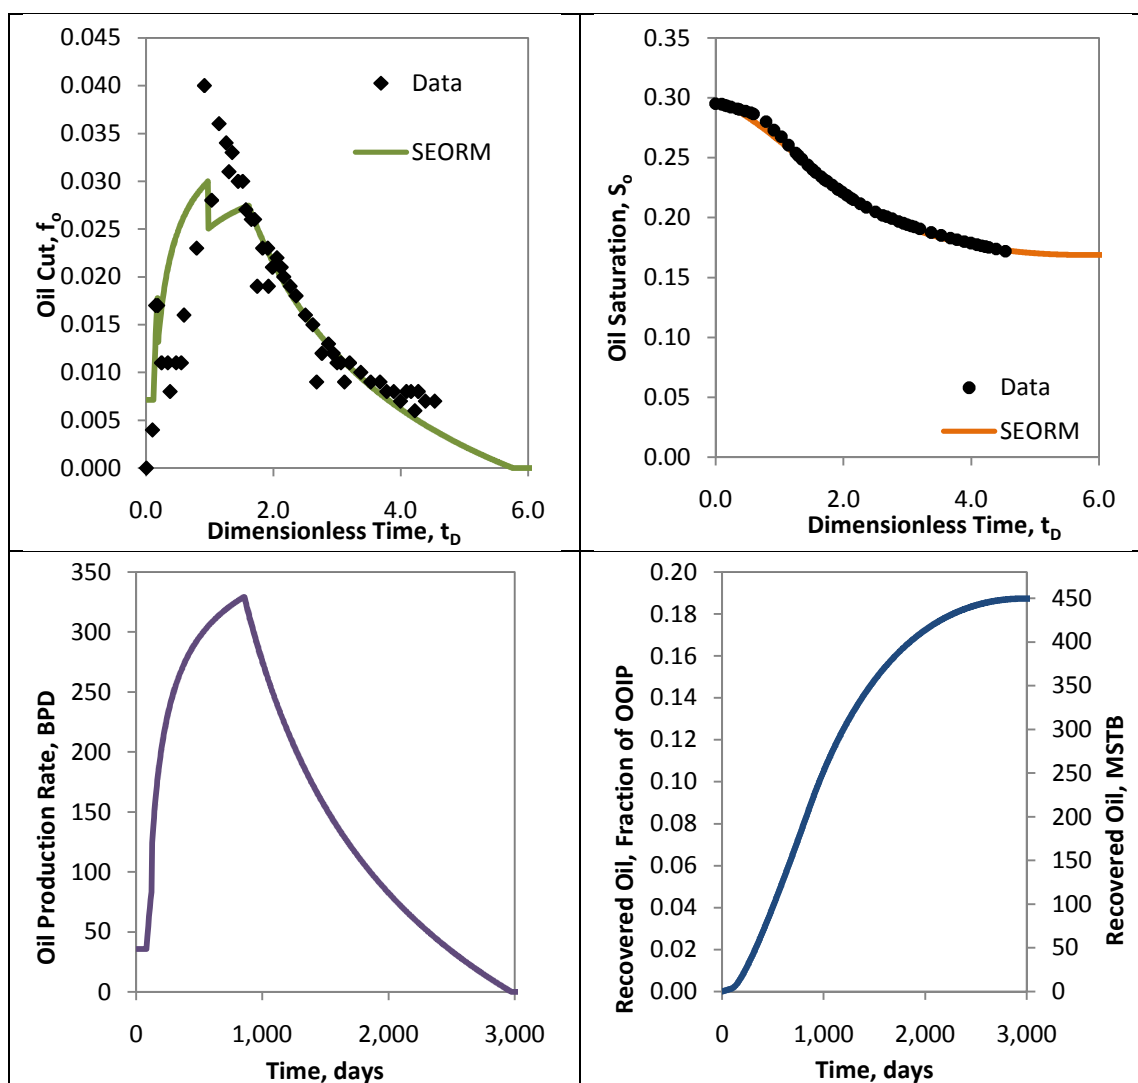 0.045
0.040
0.035
0.030
0.025
0.020
0.015
0.010
0.005
0.000
Oil Cut, fₒ
Data
SEORM
0.0 2.0 4.0 6.0
Dimensionless Time, t_D
0.35
0.30
0.25
0.20
0.15
0.10
0.05
0.00
Oil Saturation, Sₒ
Data
SEORM
0.0 2.0 4.0 6.0
Dimensionless Time, t_D
350
300
250
200
150
100
50
0
Oil Production Rate, BPD
0 1,000 2,000 3,000
Time, days
0.20
0.18
0.16
0.14
0.12
0.10
0.08
0.06
0.04
0.02
0.00
Recovered Oil, Fraction of OOIP
450
400
350
300
250
200
150
100
50
0
Recovered Oil, MSTB
0 1,000 2,000 3,000
Time, days